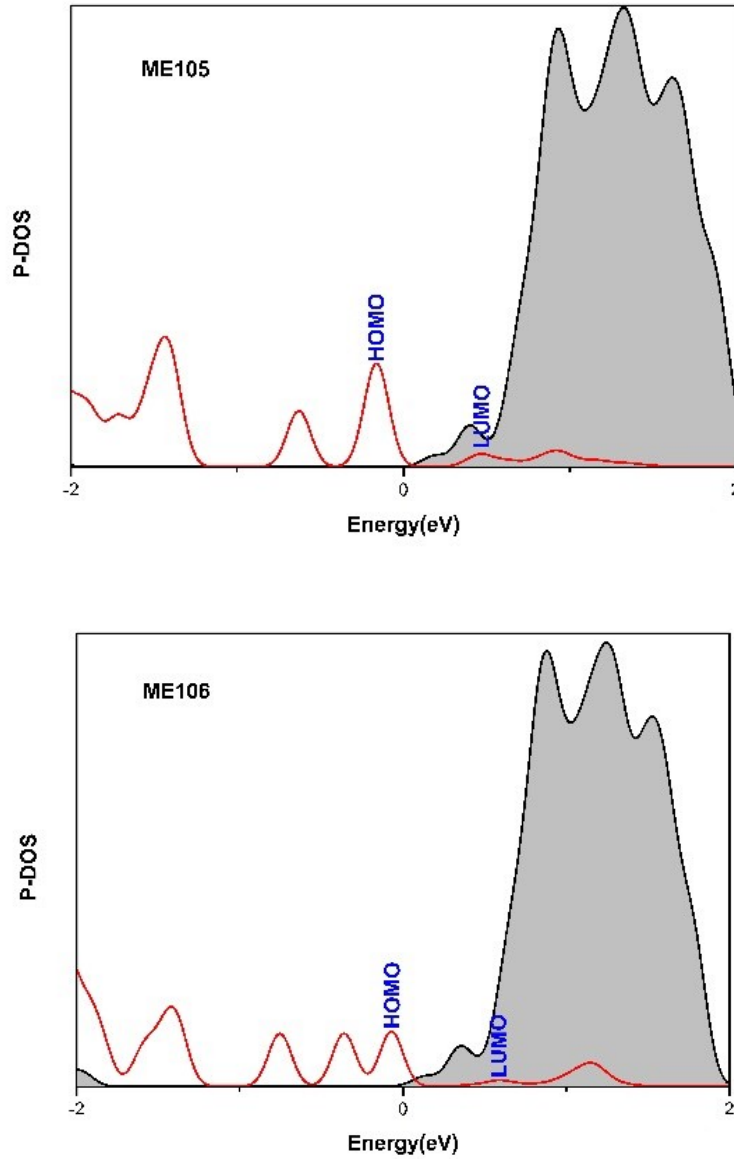 ME105
P-DOS
HOMO
LUMO
-2
0
2
Energy(eV)
ME106
P-DOS
HOMO
LUMO
-2
0
2
Energy(eV)